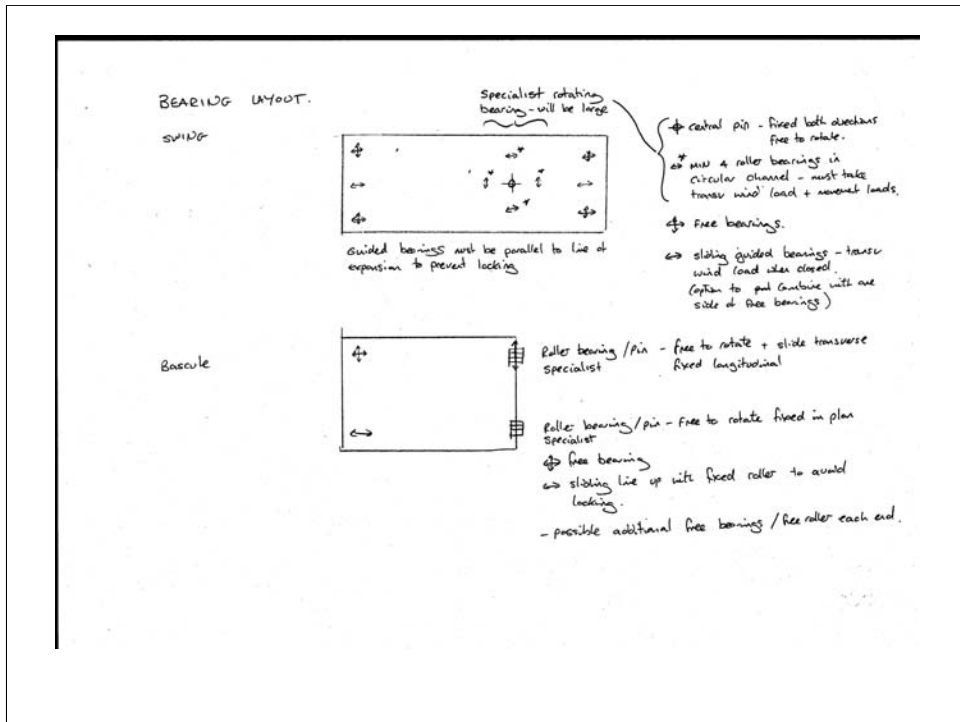 BEARING LAYOUT.
SWING
Specialist rotating
bearing - will be large
central pin - fixed both directions
free to rotate.
MIN 4 roller bearings in
circular channel - must take
transv wind load + movement loads.
Free bearings.
sliding guided bearings - transv
wind load when closed.
(option to combine with one
side of free bearings)
Guided bearings must be parallel to line of
expansion to prevent locking
Bascule
Roller bearing / pin - free to rotate + slide transverse
specialist fixed longitudinal
Roller bearing / pin - free to rotate fixed in plan
specialist
free bearing
sliding line up with fixed roller to avoid
locking.
- possible additional free bearings / free roller each end.